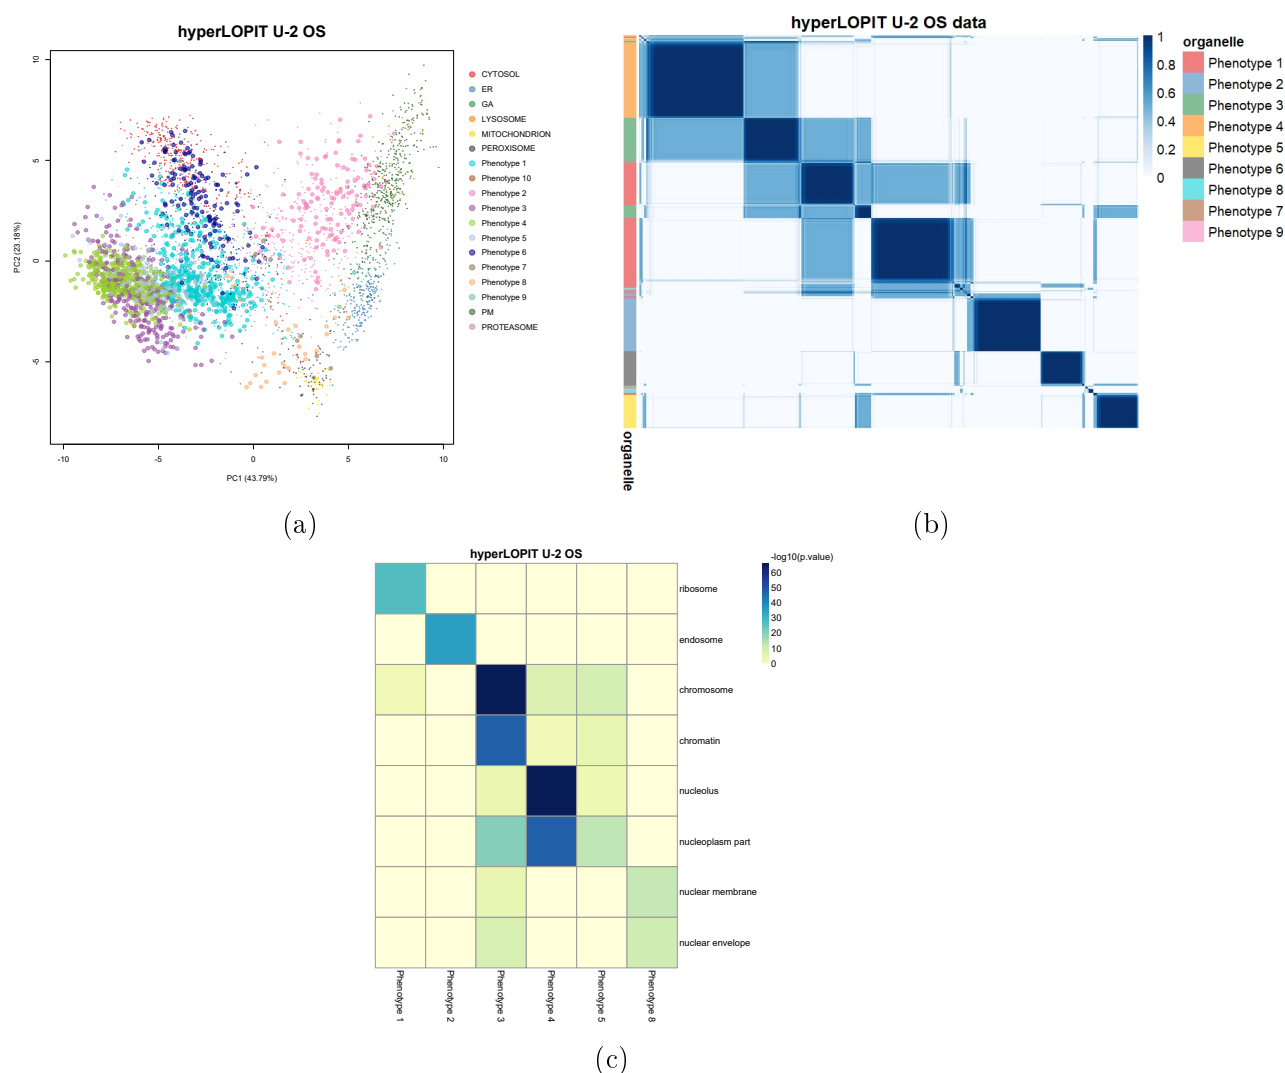 hyperLOPIT U-2 OS
10
5
0
-5
PC2 (23.18%)
-10
-5
0
5
10
PC1 (43.79%)
CYTOSOL
ER
GA
LYSOSOME
MITOCHONDRION
PEROXISOME
Phenotype 1
Phenotype 10
Phenotype 2
Phenotype 3
Phenotype 4
Phenotype 5
Phenotype 6
Phenotype 7
Phenotype 8
Phenotype 9
PM
PROTEASOME
(a)
hyperLOPIT U-2 OS data
organelle
1
0.8
0.6
0.4
0.2
0
organelle
Phenotype 1
Phenotype 2
Phenotype 3
Phenotype 4
Phenotype 5
Phenotype 6
Phenotype 8
Phenotype 7
Phenotype 9
(b)
hyperLOPIT U-2 OS
-log10(p.value)
60
50
40
30
20
10
0
ribosome
endosome
chromosome
chromatin
nucleolus
nucleoplasm part
nuclear membrane
nuclear envelope
Phenotype 1
Phenotype 2
Phenotype 3
Phenotype 4
Phenotype 5
Phenotype 8
(c)